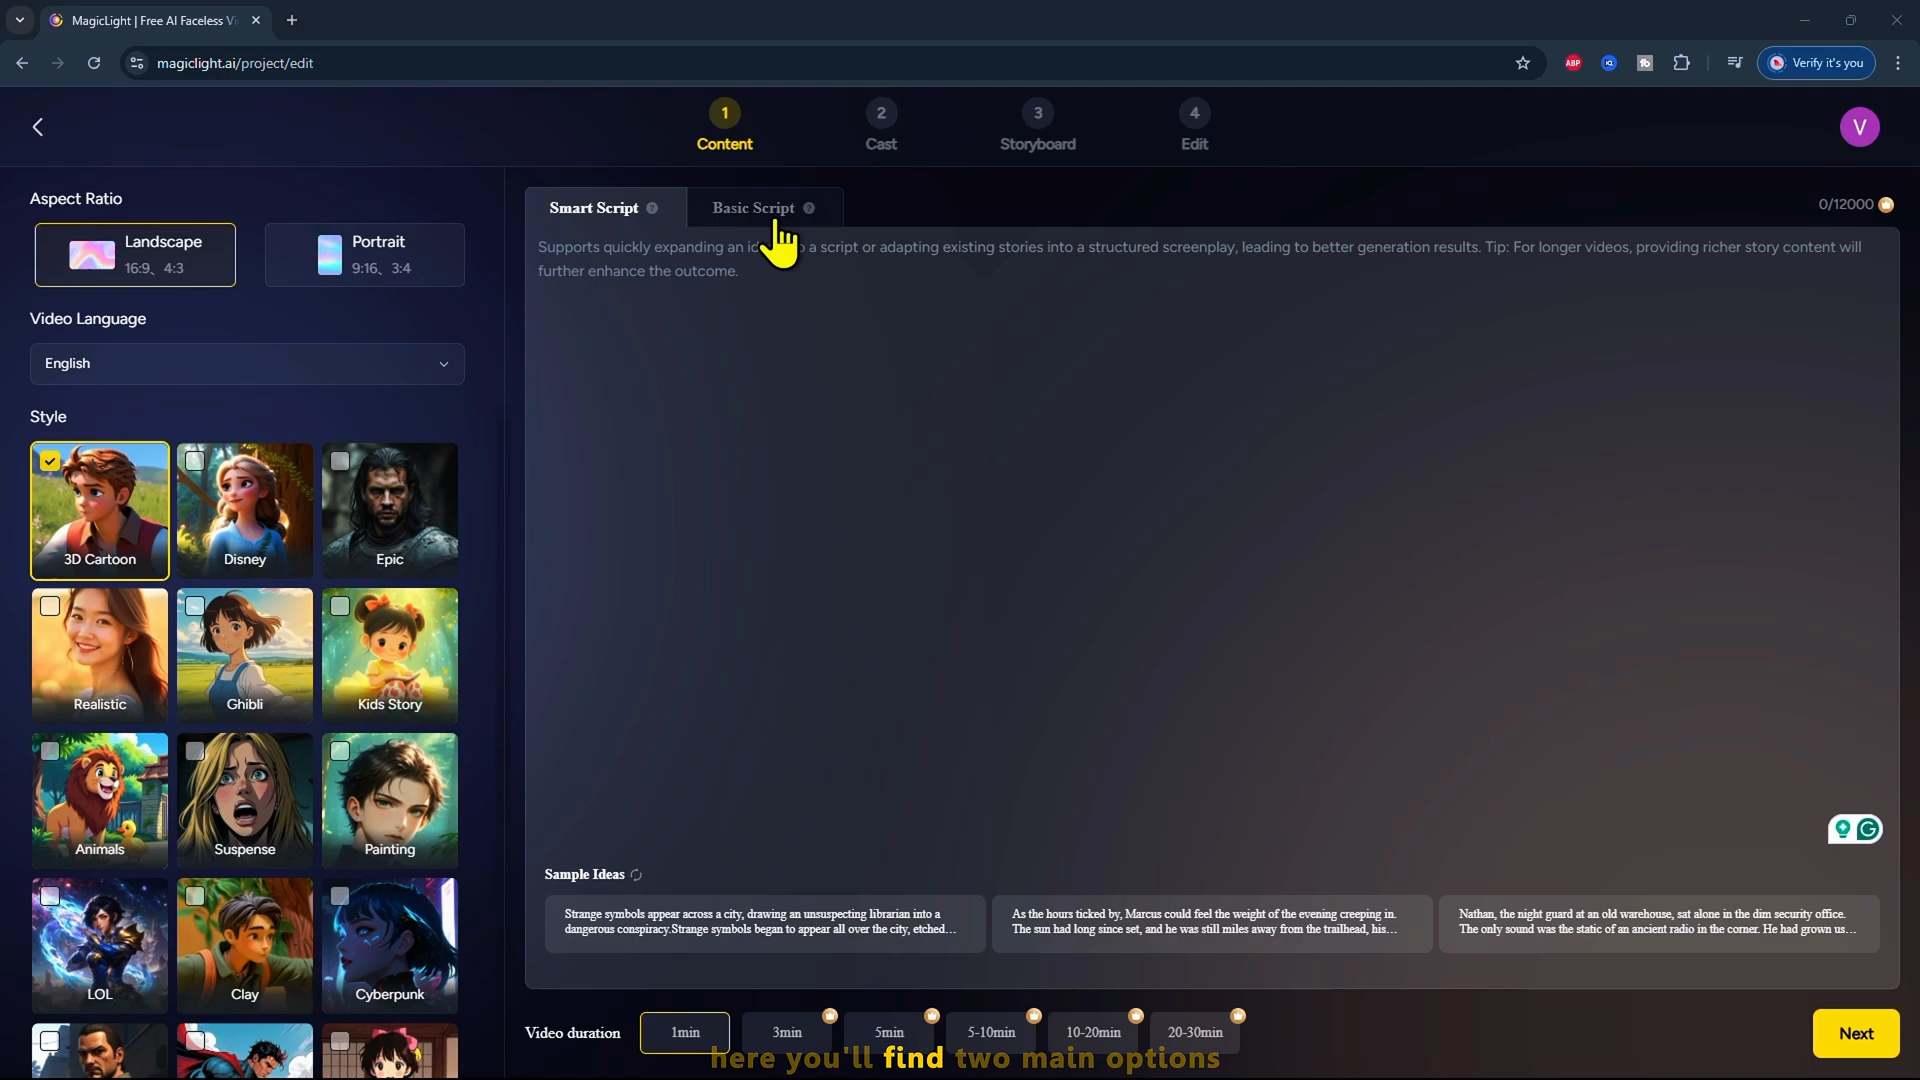 MagicLight | Free AI Faceless Vi
magiclight.ai/project/edit
ABP
Verify it's you
1
Content
2
Cast
3
Storyboard
4
Edit
V
Aspect Ratio
Landscape
16:9、4:3
Portrait
9:16、3:4
Video Language
English
Style
3D Cartoon
Disney
Epic
Realistic
Ghibli
Kids Story
Animals
Suspense
Painting
LOL
Clay
Cyberpunk
Smart Script
Basic Script
0/12000
Supports quickly expanding an a script or adapting existing stories into a structured screenplay, leading to better generation results. Tip: For longer videos, providing richer story content will
further enhance the outcome.
Sample Ideas
Strange symbols appear across a city, drawing an unsuspecting librarian into a
dangerous conspiracy.Strange symbols began to appear all over the city, etched...
As the hours ticked by, Marcus could feel the weight of the evening creeping in.
The sun had long since set, and he was still miles away from the trailhead, his...
Nathan, the night guard at an old warehouse, sat alone in the dim security office.
The only sound was the static of an ancient radio in the corner. He had grown us...
Video duration
1min
3min
5min
5-10min
10-20min
20-30min
Next
here you'll find two main options